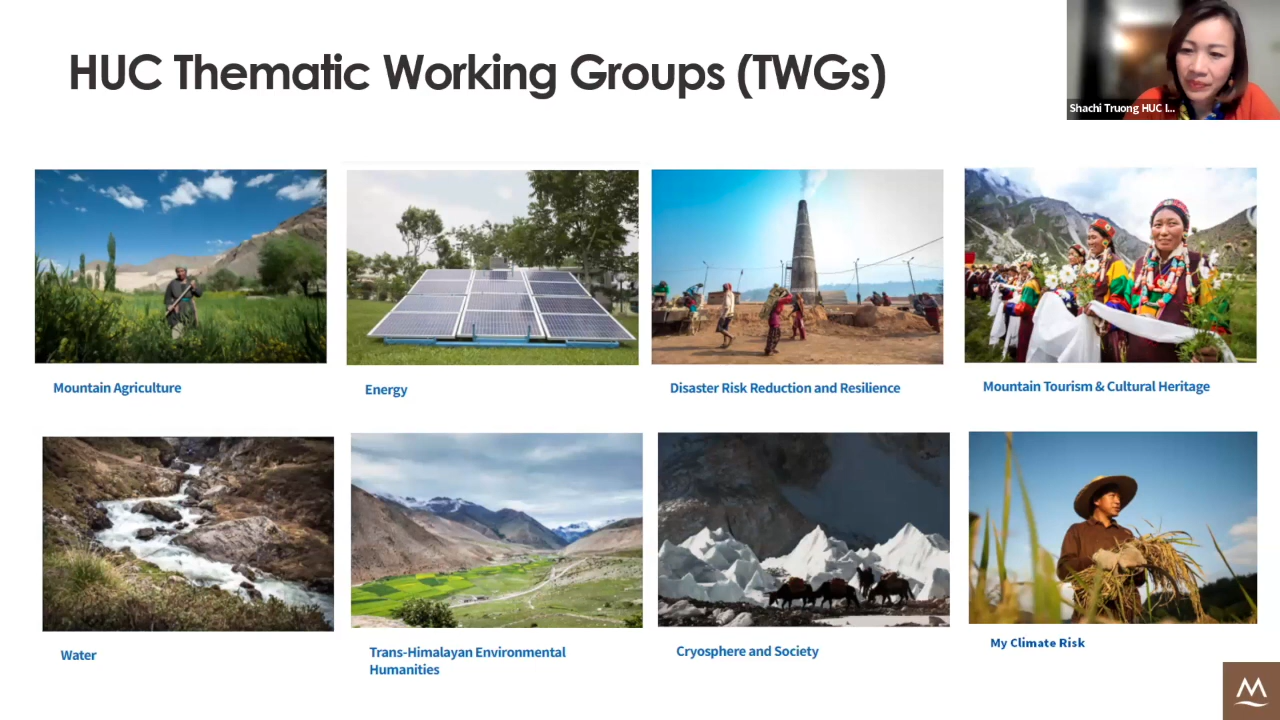 HUC Thematic Working Groups (TWGs)
Shachi Truong HUC I...
Mountain Agriculture
Energy
Disaster Risk Reduction and Resilience
Mountain Tourism & Cultural Heritage
Water
Trans-Himalayan Environmental
Humanities
Cryosphere and Society
My Climate Risk